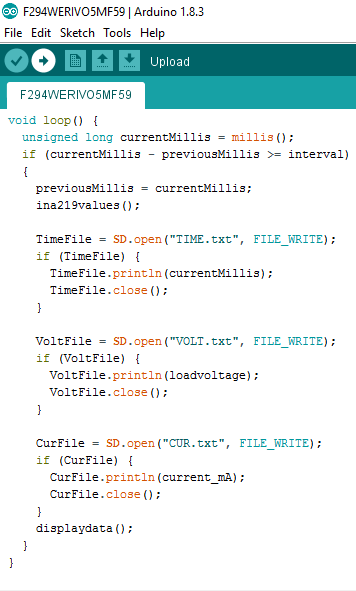 F294WERIVO5MF59 | Arduino 1.8.3
File Edit Sketch Tools Help
Upload
F294WERIVO5MF59
void loop() {
  unsigned long currentMillis = millis();
  if (currentMillis - previousMillis >= interval)
  {
    previousMillis = currentMillis;
    ina219values();

    TimeFile = SD.open("TIME.txt", FILE_WRITE);
    if (TimeFile) {
      TimeFile.println(currentMillis);
      TimeFile.close();
    }

    VoltFile = SD.open("VOLT.txt", FILE_WRITE);
    if (VoltFile) {
      VoltFile.println(loadvoltage);
      VoltFile.close();
    }

    CurFile = SD.open("CUR.txt", FILE_WRITE);
    if (CurFile) {
      CurFile.println(current_mA);
      CurFile.close();
    }
    displaydata();
  }
}